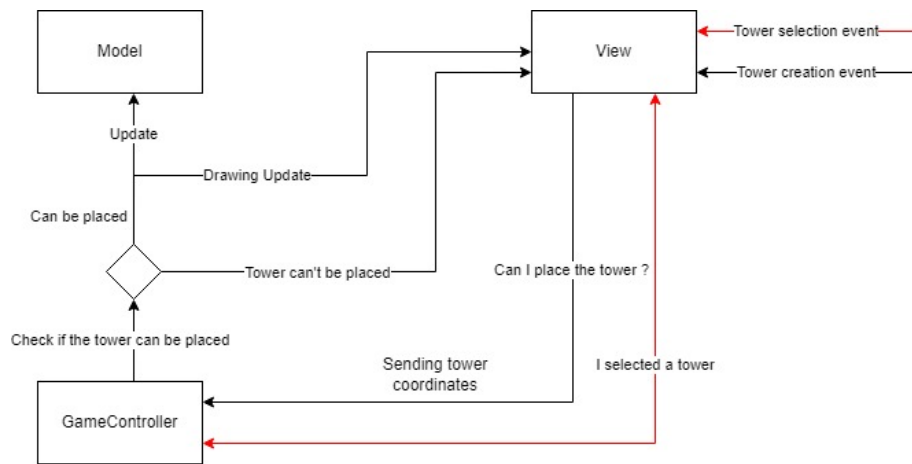 Model
View
Tower selection event
Tower creation event
Update
Drawing Update
Can be placed
Tower can't be placed
Can I place the tower ?
Check if the tower can be placed
Sending tower
coordinates
I selected a tower
GameController